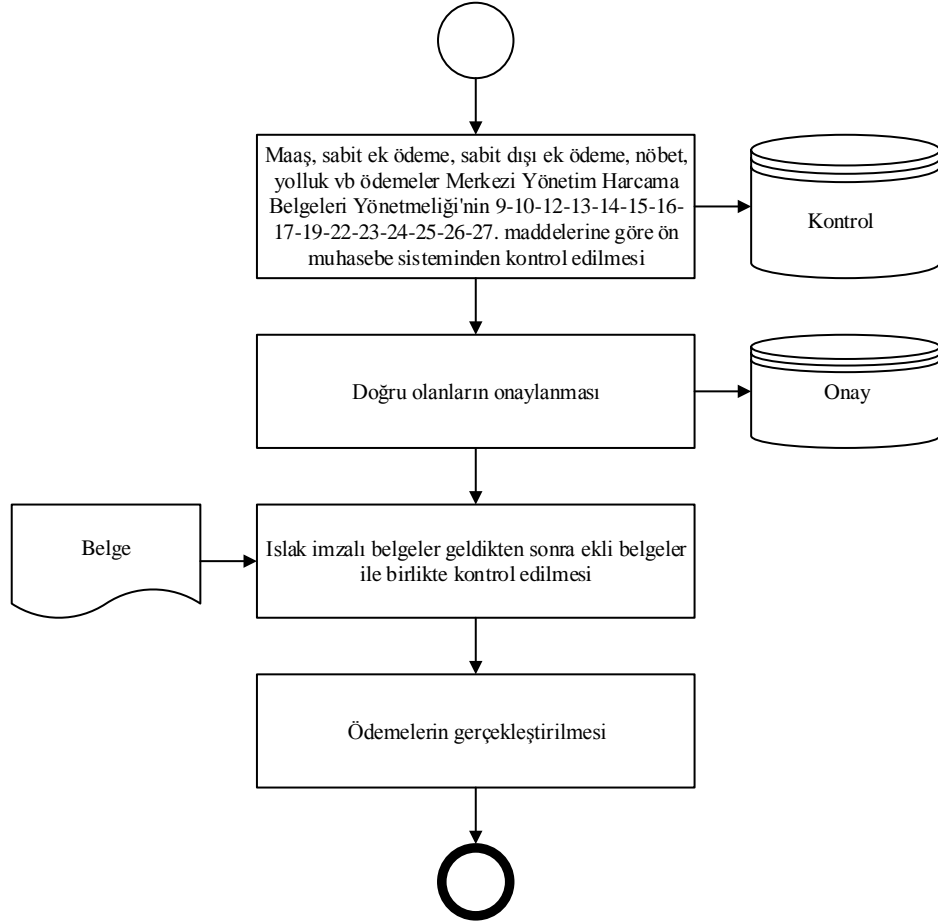 Maaş, sabit ek ödeme, sabit dışı ek ödeme, nöbet,
yolluk vb ödemeler Merkezi Yönetim Harcama
Belgeleri Yönetmeliği'nin 9-10-12-13-14-15-16-
17-19-22-23-24-25-26-27. maddelerine göre ön
muhasebe sisteminden kontrol edilmesi
Kontrol
Doğru olanların onaylanması
Onay
Belge
Islak imzalı belgeler geldikten sonra ekli belgeler
ile birlikte kontrol edilmesi
Ödemelerin gerçekleştirilmesi